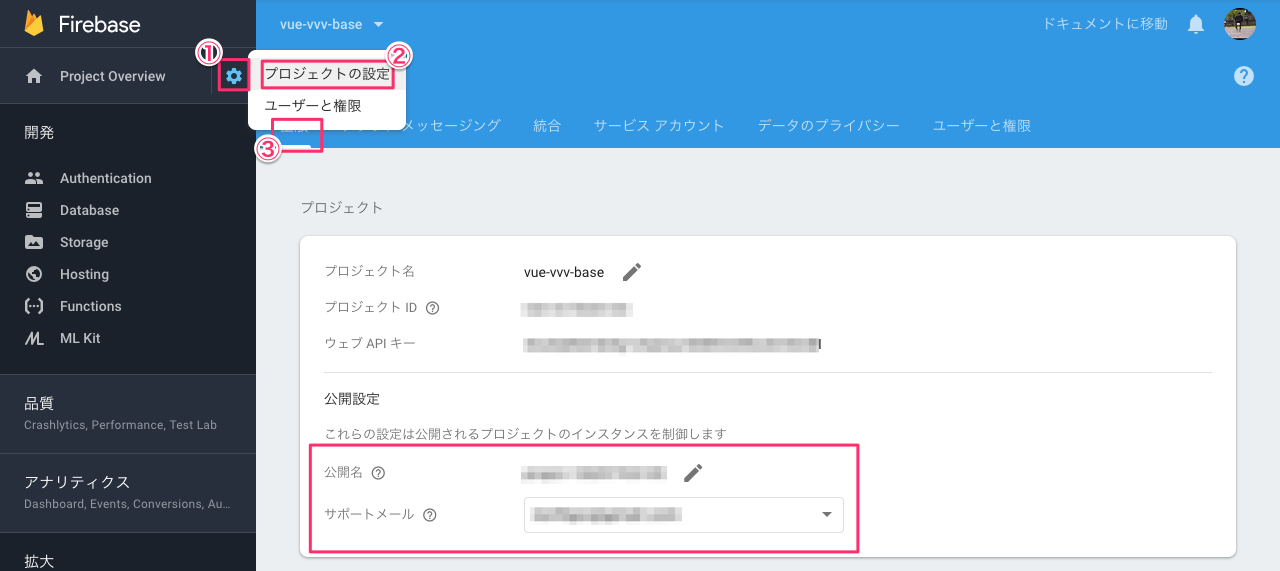 Firebase
vue-vvv-base
ドキュメントに移動
①
②
Project Overview
プロジェクトの設定
ユーザーと権限
③
メッセージング
統合
サービス アカウント
データのプライバシー
ユーザーと権限
開発
Authentication
Database
Storage
Hosting
Functions
ML Kit
品質
Crashlytics, Performance, Test Lab
アナリティクス
Dashboard, Events, Conversions, Au...
拡大
プロジェクト
プロジェクト名
vue-vvv-base
プロジェクト ID
ウェブ API キー
公開設定
これらの設定は公開されるプロジェクトのインスタンスを制御します
公開名
サポートメール